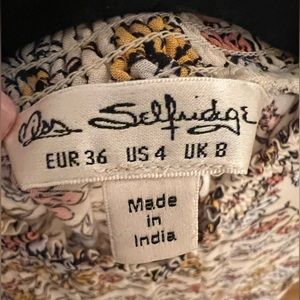 Miss Selfridge
EUR 36 US 4 UK 8
Made
in
India